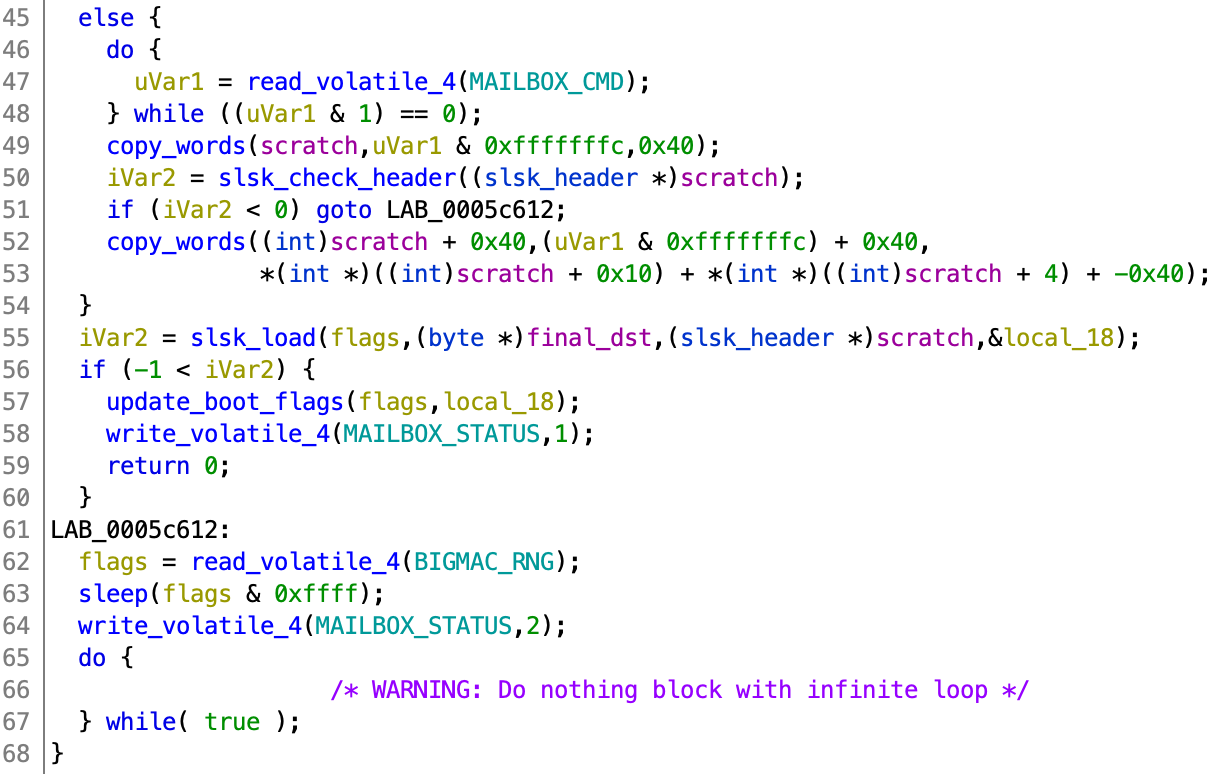 45 else {
46 do {
47 uVar1 = read_volatile_4(MAILBOX_CMD);
48 } while ((uVar1 & 1) == 0);
49 copy_words(scratch,uVar1 & 0xfffffffc,0x40);
50 iVar2 = slsk_check_header((slsk_header *)scratch);
51 if (iVar2 < 0) goto LAB_0005c612;
52 copy_words((int)scratch + 0x40,(uVar1 & 0xfffffffc) + 0x40,
53 *(int *)((int)scratch + 0x10) + *(int *)((int)scratch + 4) + -0x40);
54 }
55 iVar2 = slsk_load(flags,(byte *)final_dst,(slsk_header *)scratch,&local_18);
56 if (-1 < iVar2) {
57 update_boot_flags(flags,local_18);
58 write_volatile_4(MAILBOX_STATUS,1);
59 return 0;
60 }
61 LAB_0005c612:
62 flags = read_volatile_4(BIGMAC_RNG);
63 sleep(flags & 0xffff);
64 write_volatile_4(MAILBOX_STATUS,2);
65 do {
66 /* WARNING: Do nothing block with infinite loop */
67 } while( true );
68 }